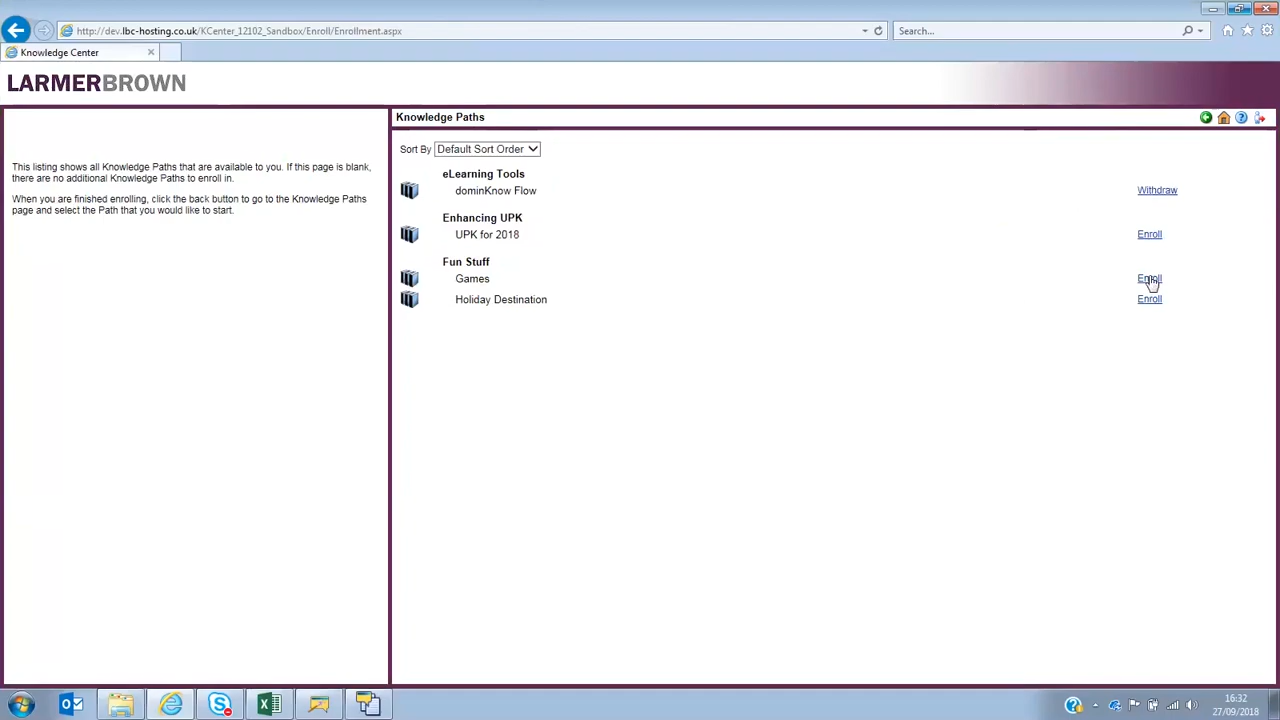 http://dev.lbc-hosting.co.uk/KCenter_12102_Sandbox/Enroll/Enrollment.aspx
Search...
Knowledge Center
LARMERBROWN
Knowledge Paths
This listing shows all Knowledge Paths that are available to you. If this page is blank,
there are no additional Knowledge Paths to enroll in.
When you are finished enrolling, click the back button to go to the Knowledge Paths
page and select the Path that you would like to start.
Sort By Default Sort Order
eLearning Tools
dominKnow Flow Withdraw
Enhancing UPK
UPK for 2018 Enroll
Fun Stuff
Games Enroll
Holiday Destination Enroll
16:32
27/09/2018